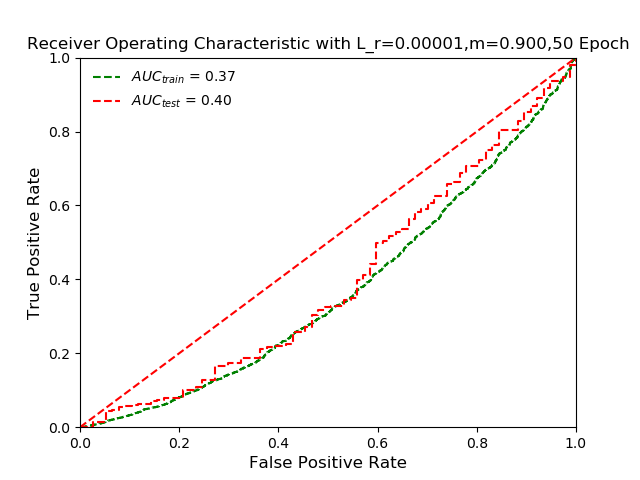 Receiver Operating Characteristic with L_r=0.00001,m=0.900,50 Epoch
AUC_train = 0.37
AUC_test = 0.40
True Positive Rate
1.0
0.8
0.6
0.4
0.2
0.0
0.0 0.2 0.4 0.6 0.8 1.0
False Positive Rate